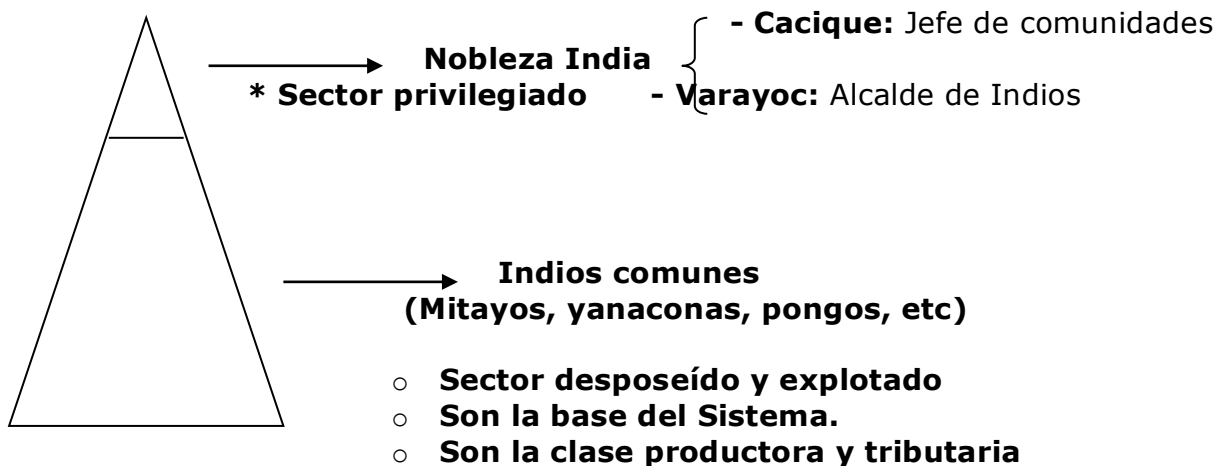 - Cacique: Jefe de comunidades
Nobleza India
* Sector privilegiado - Varayoc: Alcalde de Indios
Indios comunes
(Mitayos, yanaconas, pongos, etc)
o Sector desposeído y explotado
o Son la base del Sistema.
o Son la clase productora y tributaria